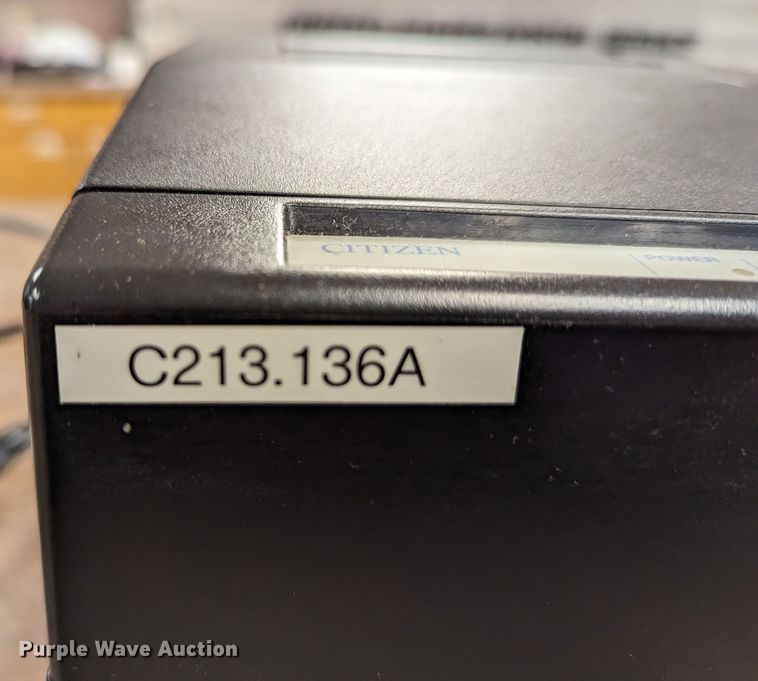 CITIZEN
POWER
C213.136A
Purple Wave Auction